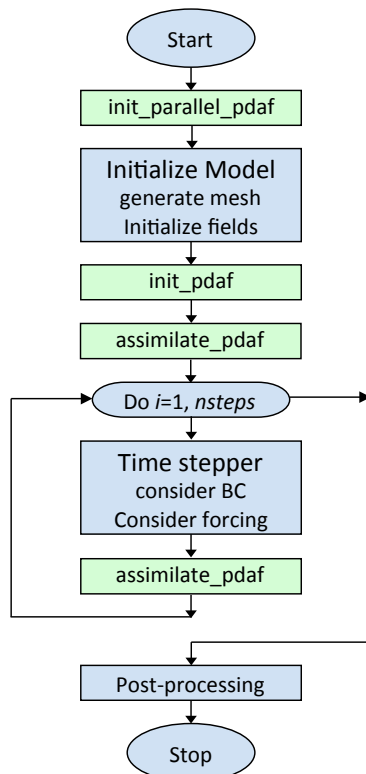 Start
init_parallel_pdaf
Initialize Model
generate mesh
Initialize fields
init_pdaf
assimilate_pdaf
Do i=1, nsteps
Time stepper
consider BC
Consider forcing
assimilate_pdaf
Post-processing
Stop